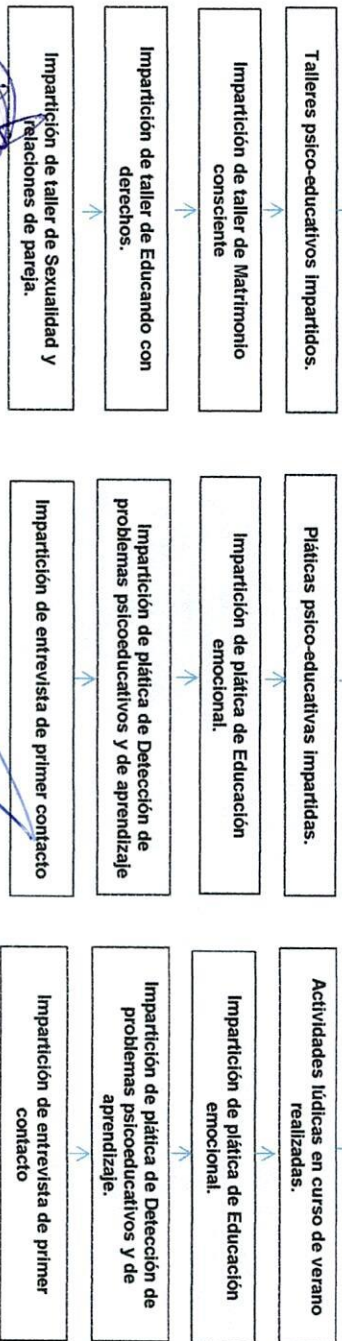 Talleres psico-educativos impartidos.
Impartición de taller de Matrimonio
consciente
Impartición de taller de Educando con
derechos.
Impartición de taller de Sexualidad y
relaciones de pareja.
Pláticas psico-educativas impartidas.
Impartición de plática de Educación
emocional.
Impartición de plática de Detección de
problemas psicoeducativos y de aprendizaje
Impartición de entrevista de primer contacto
Actividades lúdicas en curso de verano
realizadas.
Impartición de plática de Educación
emocional.
Impartición de plática de Detección de
problemas psicoeducativos y de
aprendizaje.
Impartición de entrevista de primer
contacto